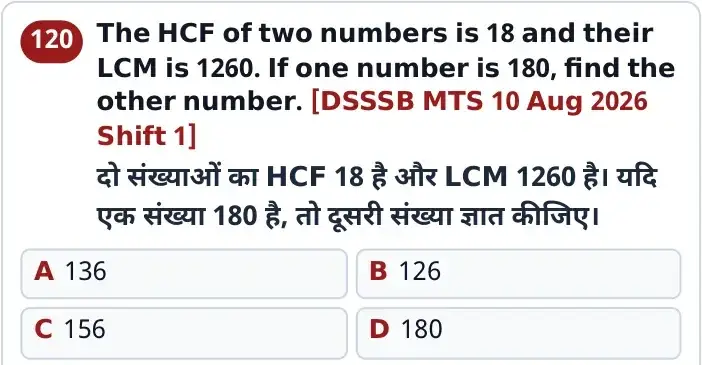 120 The HCF of two numbers is 18 and their
LCM is 1260. If one number is 180, find the
other number. [DSSSB MTS 10 Aug 2026
Shift 1]
दो संख्याओं का HCF 18 है और LCM 1260 है। यदि
एक संख्या 180 है, तो दूसरी संख्या ज्ञात कीजिए।
A 136
B 126
C 156
D 180